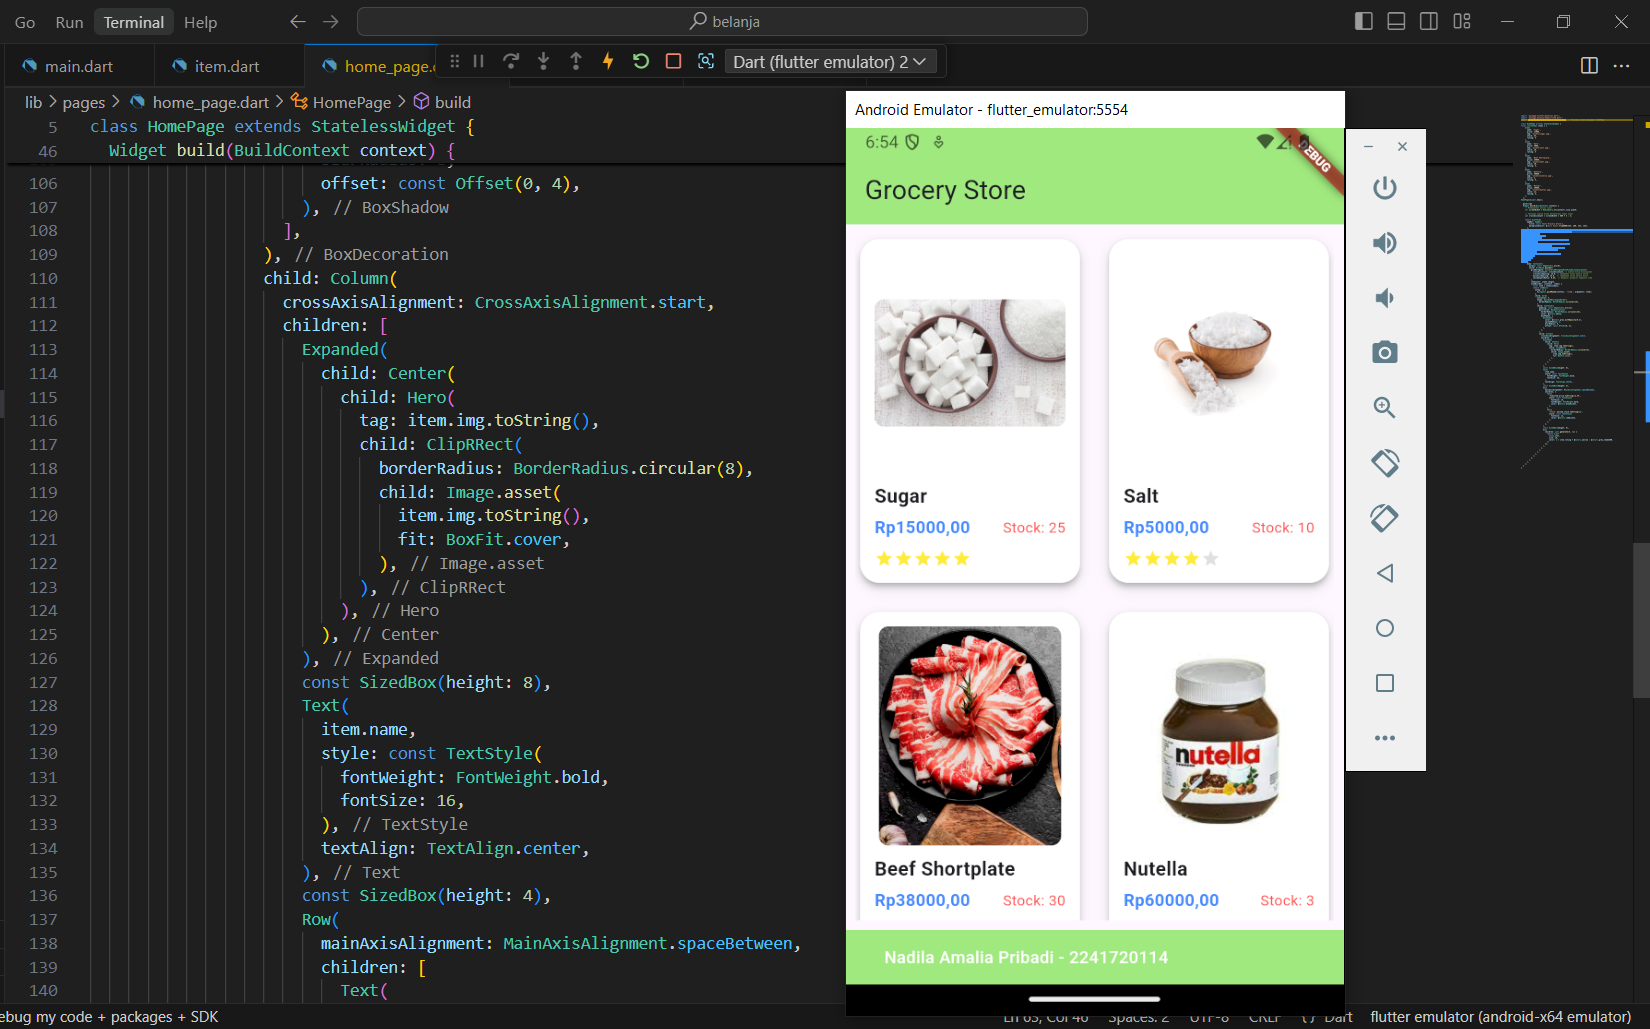 Go Run Terminal Help belanja
main.dart item.dart home_page. Dart (flutter emulator) 2
lib > pages > home_page.dart > HomePage > build
5 class HomePage extends StatelessWidget {
46 Widget build(BuildContext context) {
106 offset: const Offset(0, 4),
107 ), // BoxShadow
108 ],
109 ), // BoxDecoration
110 child: Column(
111 crossAxisAlignment: CrossAxisAlignment.start,
112 children: [
113 Expanded(
114 child: Center(
115 child: Hero(
116 tag: item.img.toString(),
117 child: ClipRRect(
118 borderRadius: BorderRadius.circular(8),
119 child: Image.asset(
120 item.img.toString(),
121 fit: BoxFit.cover,
122 ), // Image.asset
123 ), // ClipRRect
124 ), // Hero
125 ), // Center
126 ), // Expanded
127 const SizedBox(height: 8),
128 Text(
129 item.name,
130 style: const TextStyle(
131 fontWeight: FontWeight.bold,
132 fontSize: 16,
133 ), // TextStyle
134 textAlign: TextAlign.center,
135 ), // Text
136 const SizedBox(height: 4),
137 Row(
138 mainAxisAlignment: MainAxisAlignment.spaceBetween,
139 children: [
140 Text(
Android Emulator - flutter_emulator:5554
6:54
DEBUG
Grocery Store
Sugar
Rp15000,00 Stock: 25
Salt
Rp5000,00 Stock: 10
Beef Shortplate
Rp38000,00 Stock: 30
nutella
Nutella
Rp60000,00 Stock: 3
Nadila Amalia Pribadi - 2241720114
ebug my code + packages + SDK
Ln 63, Col 46 Spaces: 2 UTF-8 CRLF {} Dart flutter emulator (android-x64 emulator)